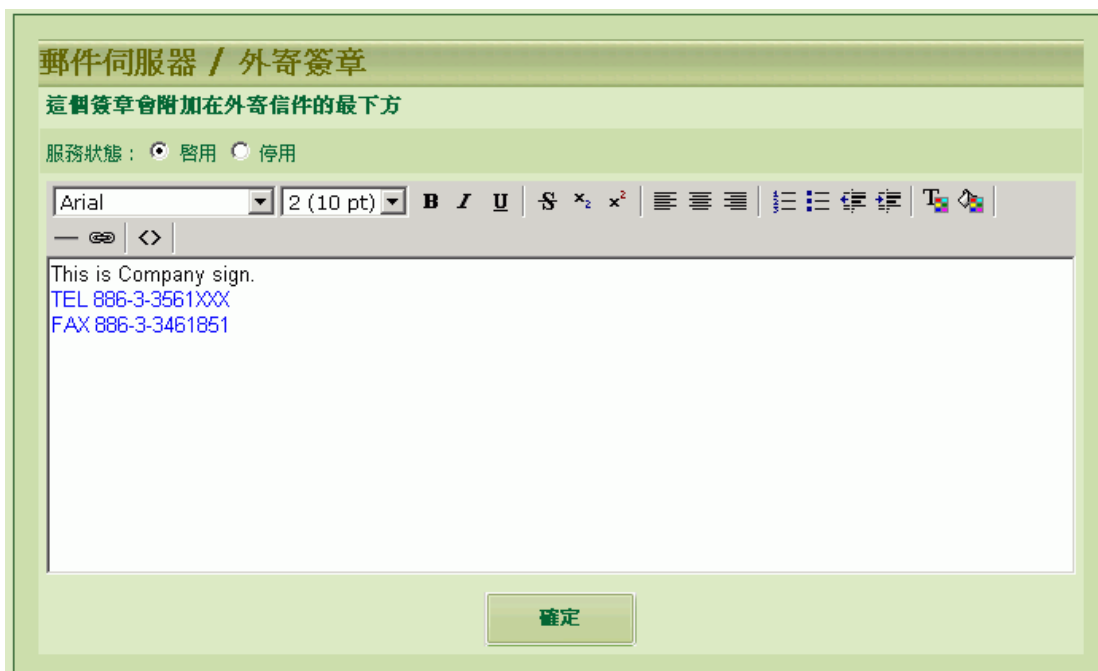 郵件伺服器 / 外寄簽章
這個簽章會附加在外寄信件的最下方
服務狀態： 啓用 停用
Arial 2 (10 pt) B I U S x₂ x² T
This is Company sign.
TEL 886-3-3561XXX
FAX 886-3-3461851
確定